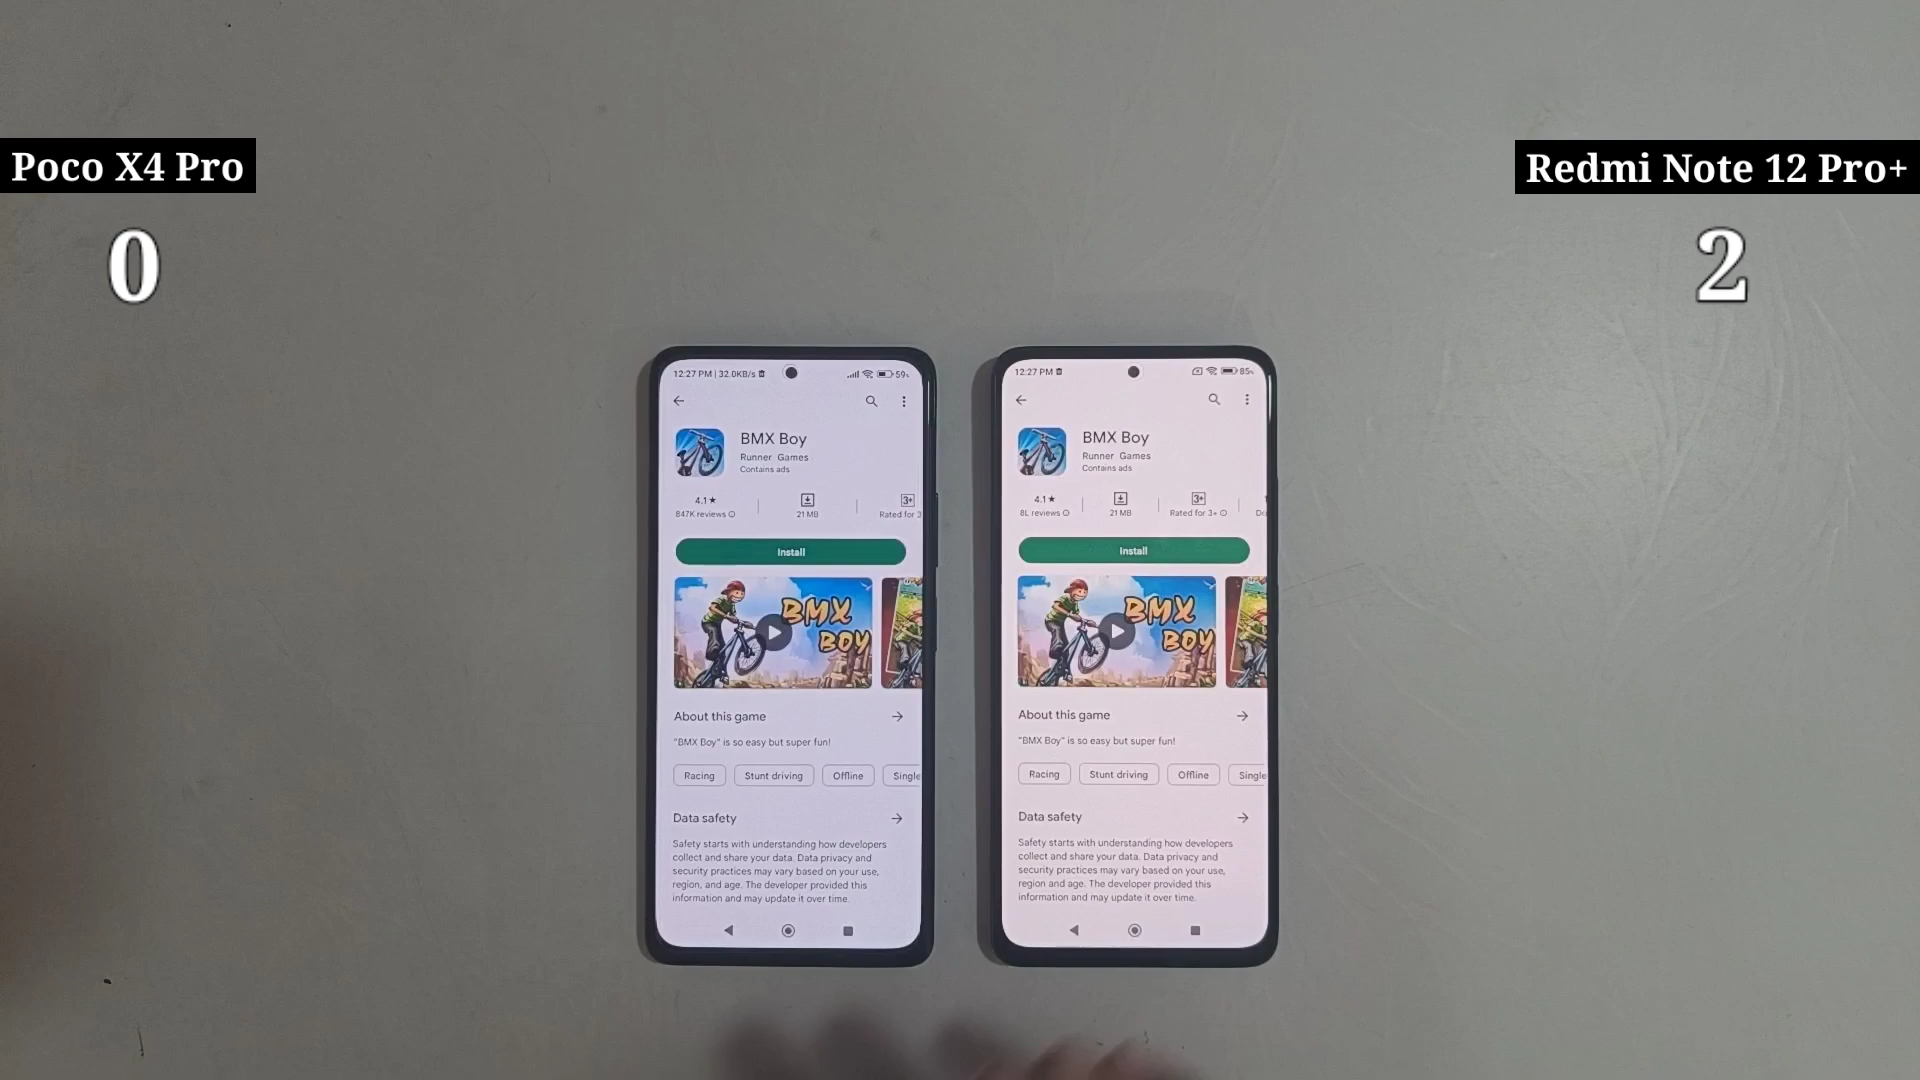 Poco X4 Pro
0
Redmi Note 12 Pro+
2
12:27 PM | 32.0KB/s
59%
BMX Boy
Runner Games
Contains ads
4.1★
847K reviews
21 MB
3+
Rated for 3
Install
BMX
BOY
About this game
"BMX Boy" is so easy but super fun!
Racing
Stunt driving
Offline
Single
Data safety
Safety starts with understanding how developers
collect and share your data. Data privacy and
security practices may vary based on your use,
region, and age. The developer provided this
information and may update it over time.
12:27 PM
85%
BMX Boy
Runner Games
Contains ads
4.1★
8L reviews
21 MB
3+
Rated for 3+
Install
BMX
BOY
About this game
"BMX Boy" is so easy but super fun!
Racing
Stunt driving
Offline
Single
Data safety
Safety starts with understanding how developers
collect and share your data. Data privacy and
security practices may vary based on your use,
region and age. The developer provided this
information and may update it over time.